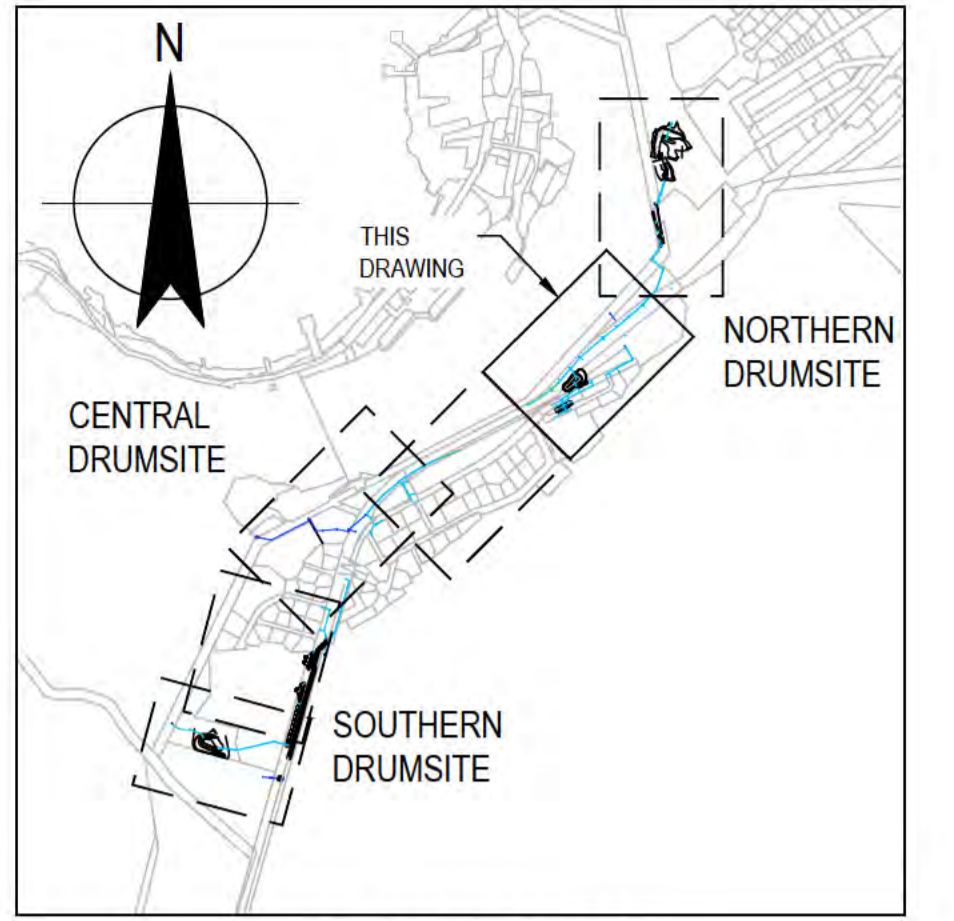 N
THIS
DRAWING
NORTHERN
DRUMSITE
CENTRAL
DRUMSITE
SOUTHERN
DRUMSITE